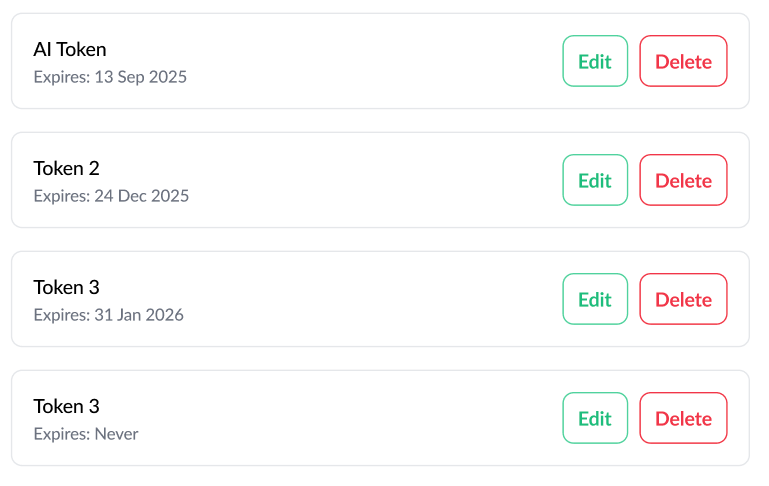 AI Token
Expires: 13 Sep 2025
Edit
Delete
Token 2
Expires: 24 Dec 2025
Edit
Delete
Token 3
Expires: 31 Jan 2026
Edit
Delete
Token 3
Expires: Never
Edit
Delete